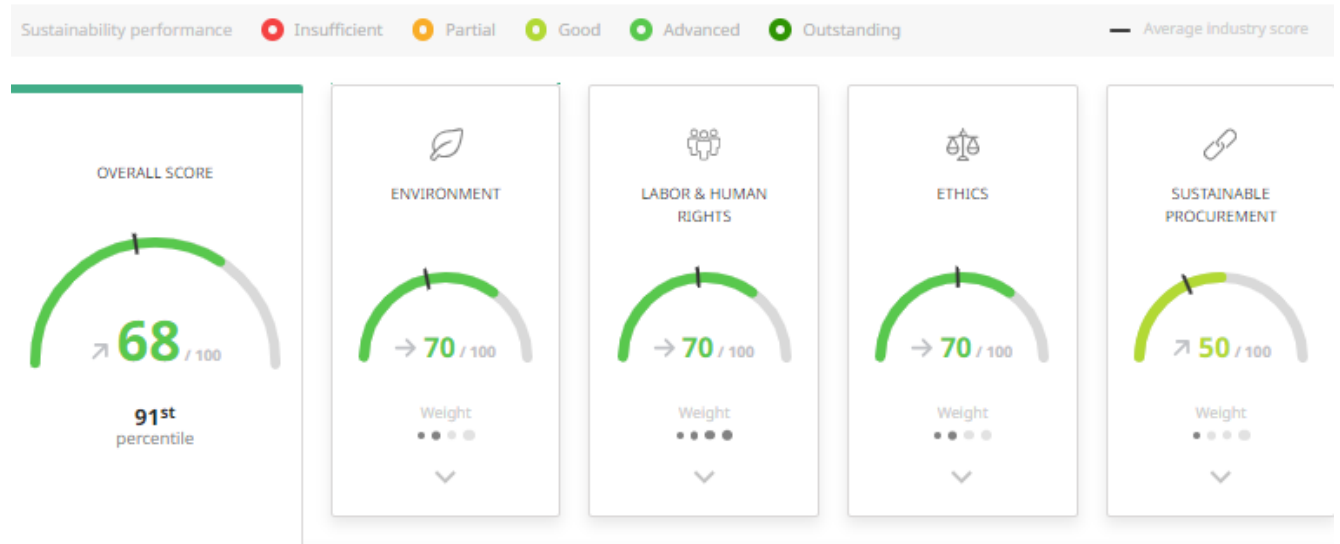 Sustainability performance Insufficient Partial Good Advanced Outstanding Average industry score
OVERALL SCORE
68 / 100
91st
percentile
ENVIRONMENT
70 / 100
Weight
LABOR & HUMAN
RIGHTS
70 / 100
Weight
ETHICS
70 / 100
Weight
SUSTAINABLE
PROCUREMENT
50 / 100
Weight